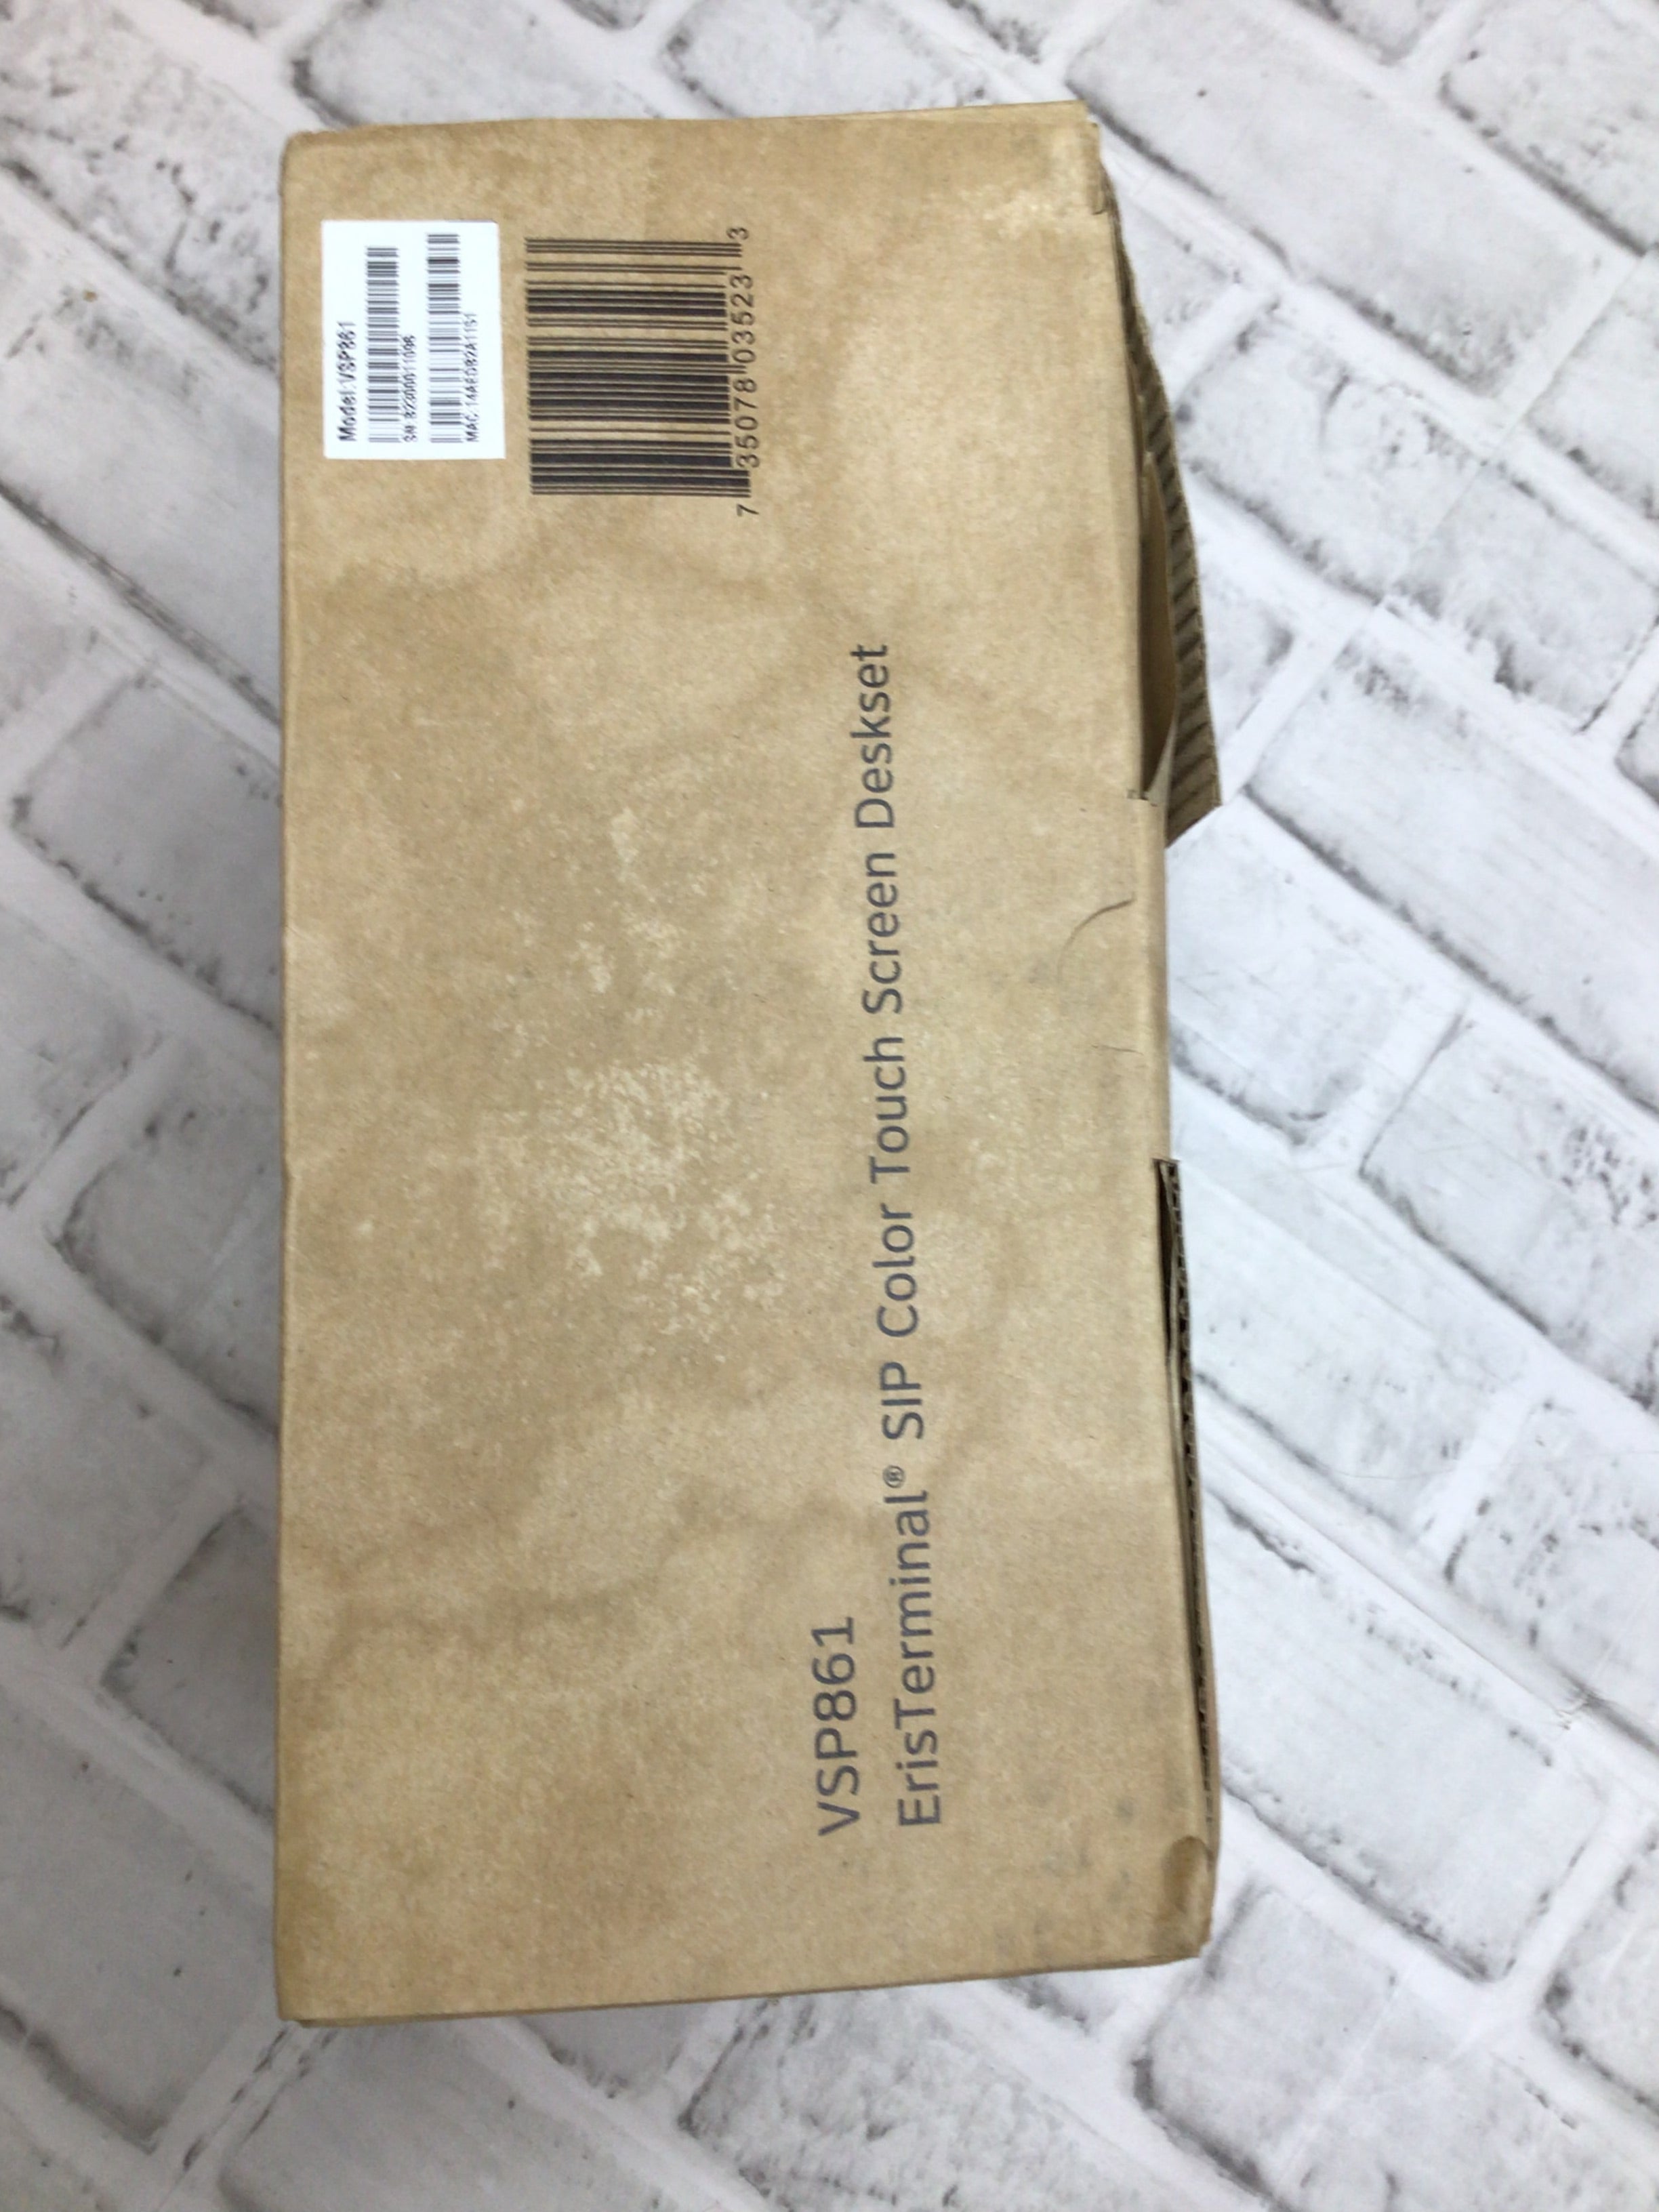 Model:VSP861
7 35078 03523 3
VSP861
ErisTerminal® SIP Color Touch Screen Deskset